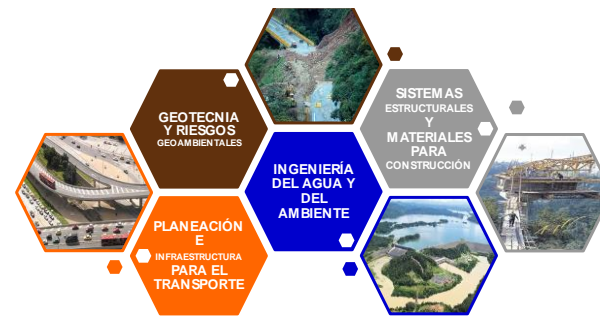 GEOTECNIA
Y RIESGOS
GEOAMBIENTALES
SISTEMAS
ESTRUCTURALES
Y
MATERIALES
PARA
CONSTRUCCIÓN
INGENIERÍA
DEL AGUA Y
DEL
AMBIENTE
PLANEACIÓN
E
INFRAESTRUCTURA
PARA EL
TRANSPORTE